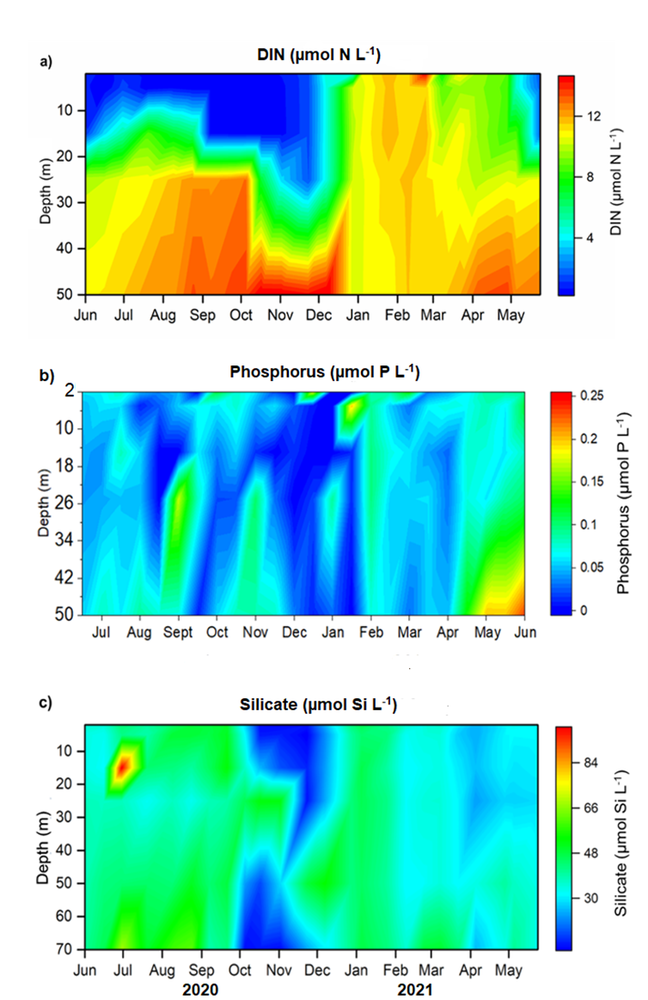 DIN (µmol N L-1)
a)
10
20
30
40
50
Depth (m)
Jun Jul Aug Sep Oct Nov Dec Jan Feb Mar Apr May
12
8
4
DIN (µmol N L-1)
Phosphorus (µmol P L-1)
b)
2
10
18
26
34
42
50
Depth (m)
Jul Aug Sept Oct Nov Dec Jan Feb Mar Apr May Jun
0.25
0.2
0.15
0.1
0.05
0
Phosphorus (µmol P L-1)
c)
Silicate (µmol Si L-1)
10
20
30
40
50
60
70
Depth (m)
Jun Jul Aug Sep Oct Nov Dec Jan Feb Mar Apr May
2020 2021
84
66
48
30
Silicate (µmol Si L-1)